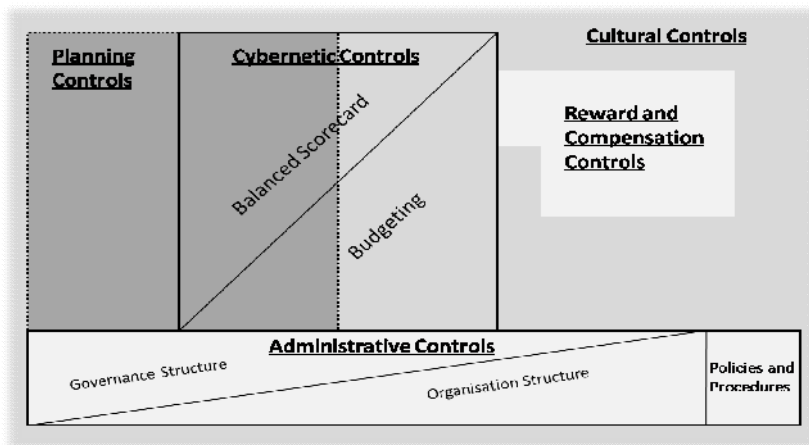 Planning
Controls
Cybernetic Controls
Cultural Controls
Reward and
Compensation
Controls
Balanced Scorecard
Budgeting
Administrative Controls
Governance Structure
Organisation Structure
Policies and
Procedures